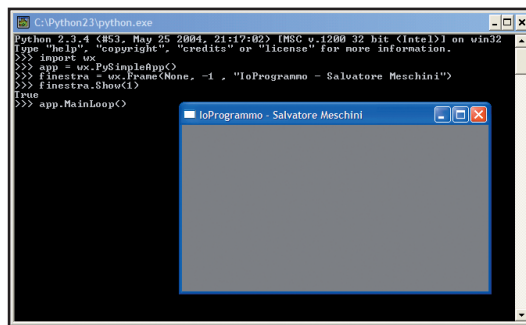 C:\Python23\python.exe
Python 2.3.4 (#53, May 25 2004, 21:17:02) [MSC v.1200 32 bit (Intel)] on win32
Type "help", "copyright", "credits" or "license" for more information.
>>> import wx
>>> app = wx.PySimpleApp()
>>> finestra = wx.Frame(None, -1 , "IoProgrammo - Salvatore Meschini")
>>> finestra.Show(1)
True
>>> app.MainLoop()
IoProgrammo - Salvatore Meschini